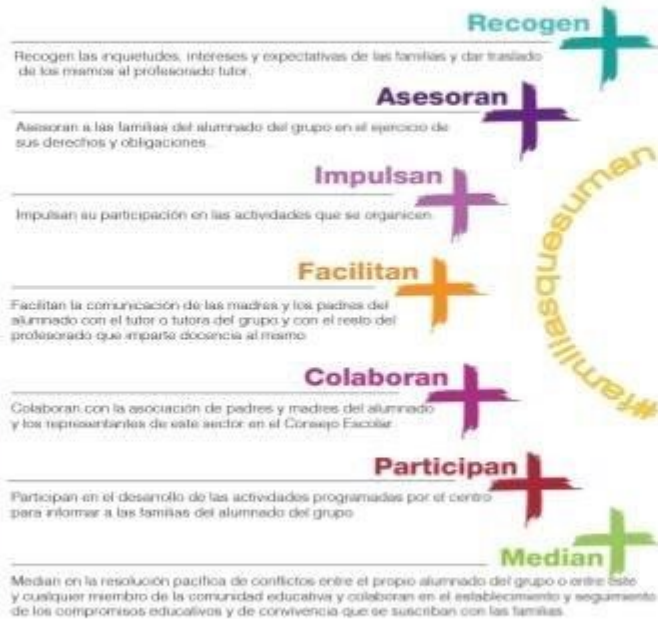 Recogen
Recogen las inquietudes, intereses y expectativas de las familias y dar traslado
de los mismos al profesorado tutor.
Asesoran
Asesoran a las familias del alumnado del grupo en el ejercicio de
sus derechos y obligaciones
Impulsan
Impulsan su participación en las actividades que se organicen
Facilitan
Facilitan la comunicación de las madres y los padres del
alumnado con el tutor o tutora del grupo y con el resto del
profesorado que imparte docencia al mismo
Colaboran
Colaboran con la asociación de padres y madres del alumnado
y los representantes de este sector en el Consejo Escolar
Participan
Participan en el desarrollo de las actividades programadas por el centro
para informar a las familias del alumnado del grupo
Median
Median en la resolución pacífica de conflictos entre el propio alumnado del grupo o entre éste
y cualquier miembro de la comunidad educativa y colaboran en el establecimiento y seguimiento
de los compromisos educativos y de convivencia que se suscriban con las familias
#familiasqsesuman